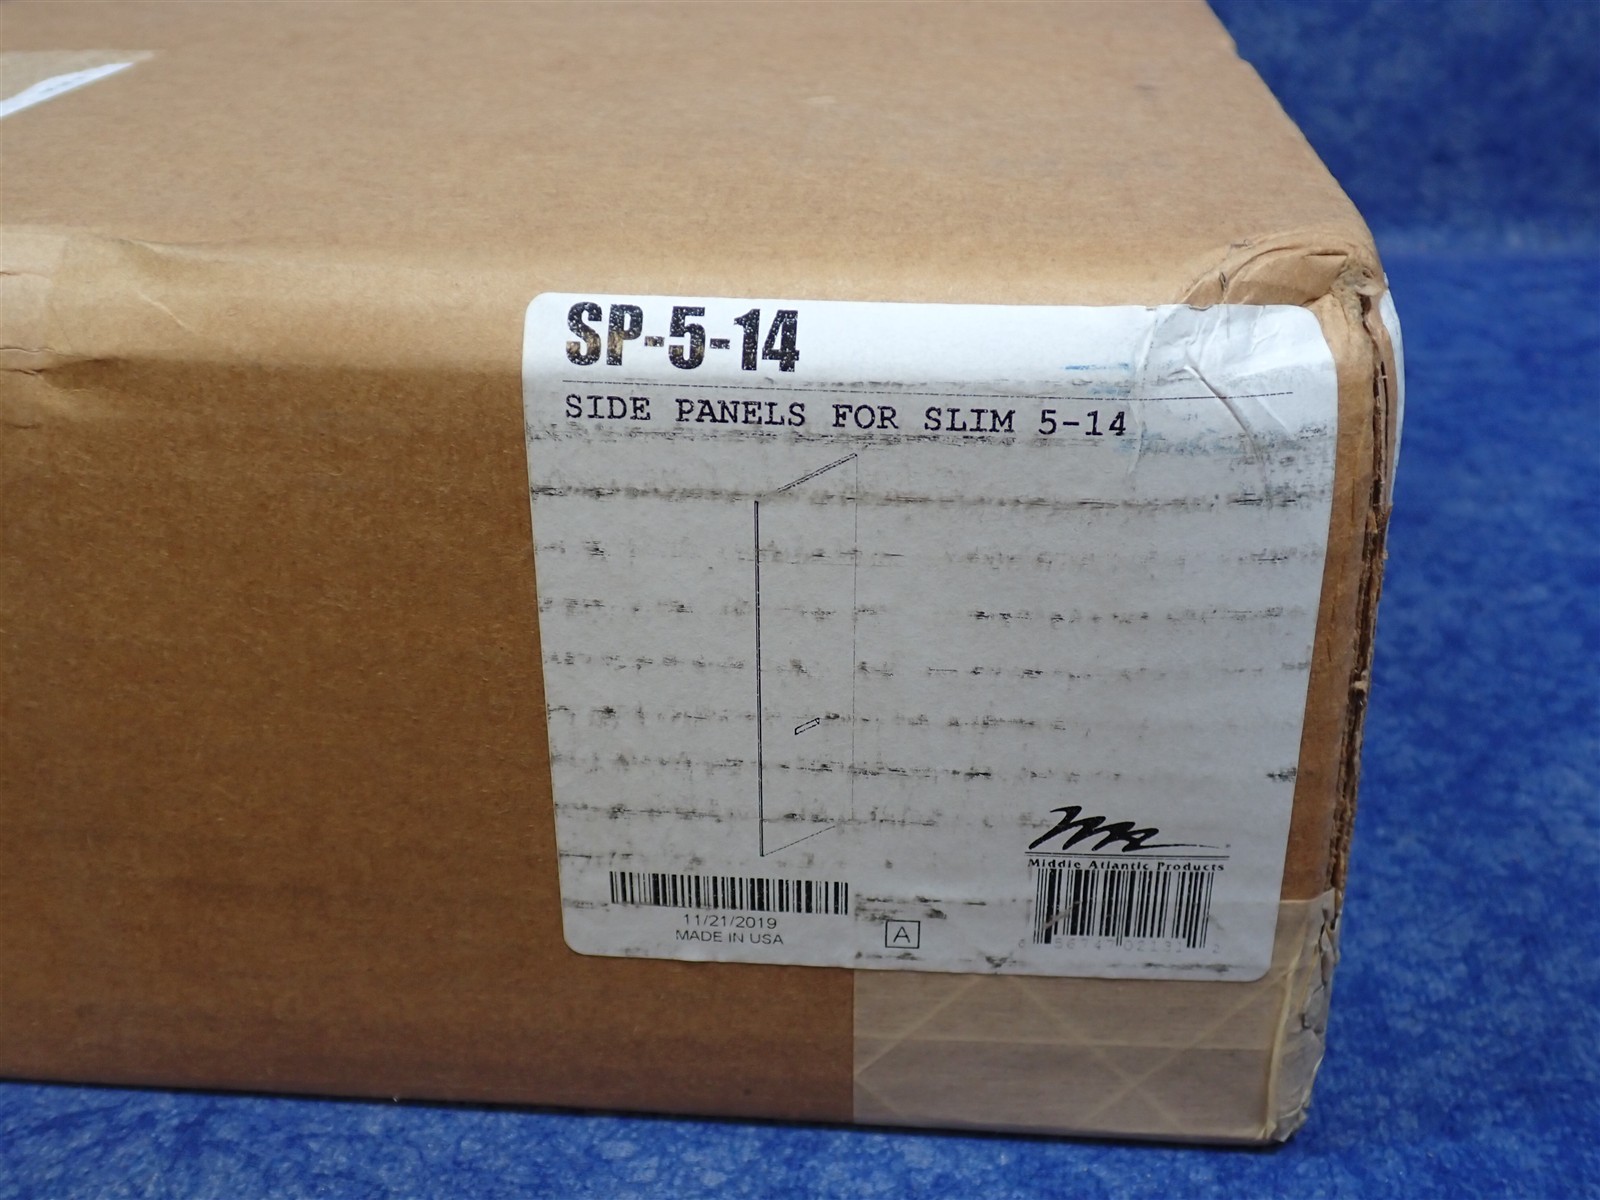 SP-5-14
SIDE PANELS FOR SLIM 5-14
Middle Atlantic Products
11/21/2019
MADE IN USA
A